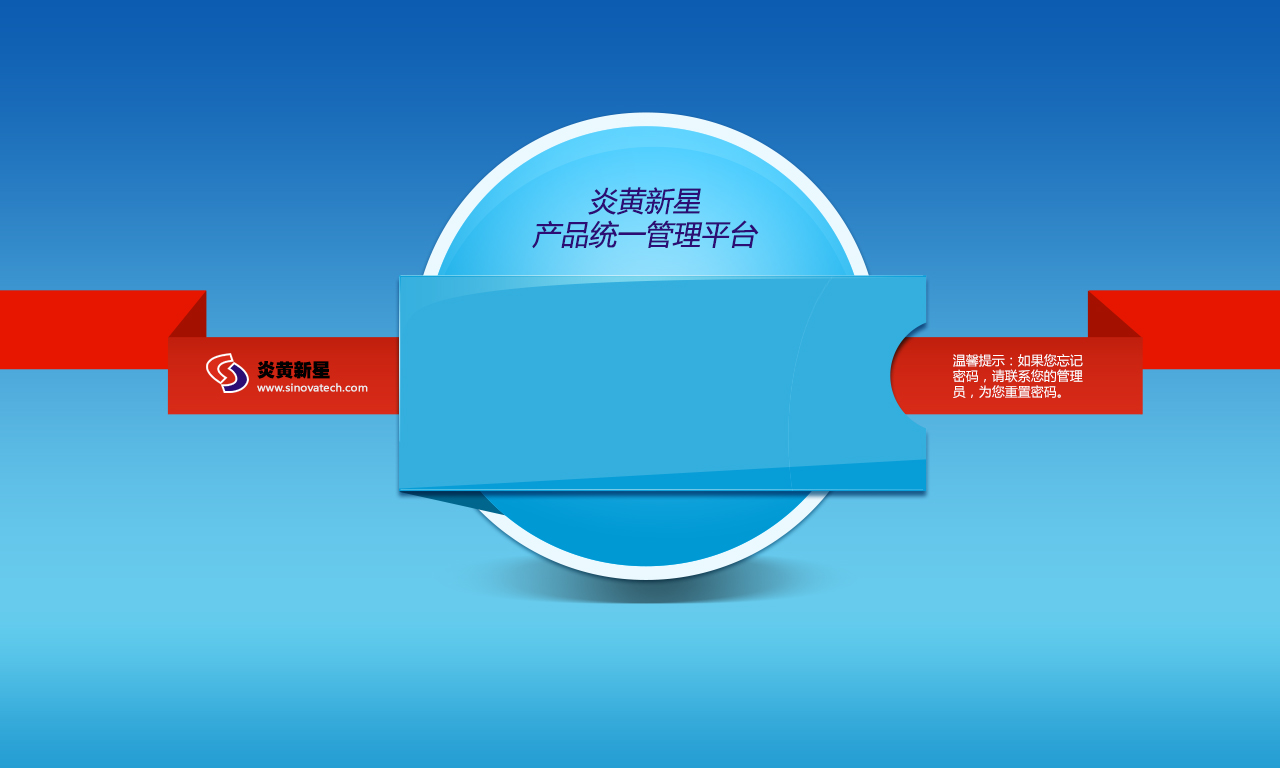 炎黄新星
产品统一管理平台
炎黄新星
www.sinovatech.com
温馨提示：如果您忘记
密码，请联系您的管理
员，为您重置密码。